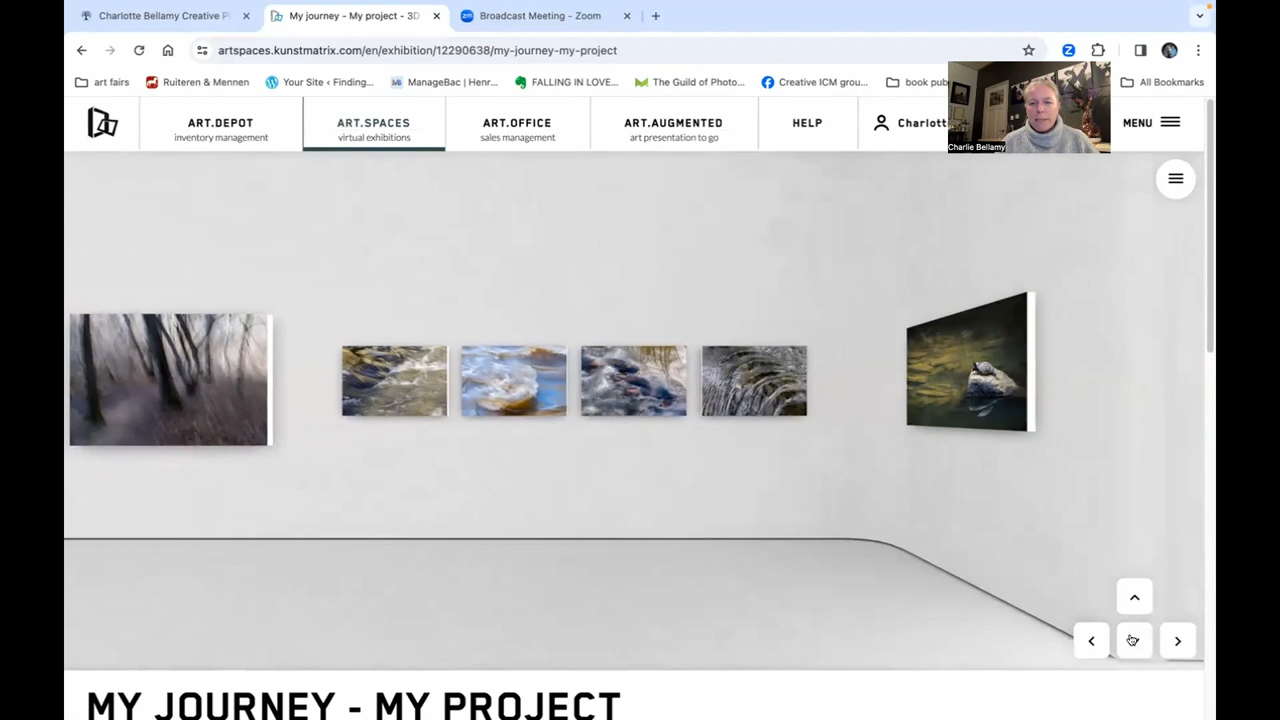 Charlotte Bellamy Creative P
My journey - My project - 3D
Broadcast Meeting - Zoom
artspaces.kunstmatrix.com/en/exhibition/12290638/my-journey-my-project
art fairs
Ruiteren & Mennen
Your Site ‹ Finding...
ManageBac | Henr...
FALLING IN LOVE...
The Guild of Photo...
Creative ICM grou...
book pub
All Bookmarks
ART.DEPOT
inventory management
ART.SPACES
virtual exhibitions
ART.OFFICE
sales management
ART.AUGMENTED
art presentation to go
HELP
Charlotte
MENU
Charlie Bellamy
MY JOURNEY - MY PROJECT